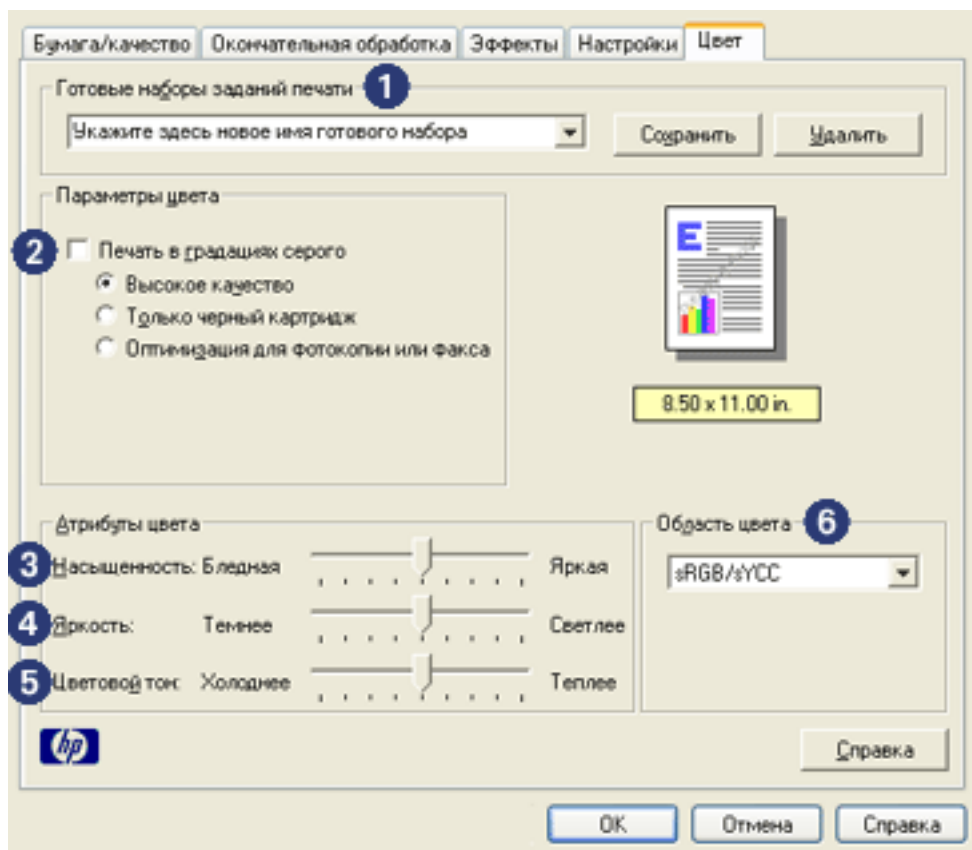 Бумага/качество Окончательная обработка Эффекты Настройки Цвет
Готовые наборы заданий печати 1
Укажите здесь новое имя готового набора Сохранить Удалить
Параметры цвета
2 Печать в градациях серого
Высокое качество
Только черный картридж
Оптимизация для фотокопии или факса
E
8.50 x 11.00 in.
Атрибуты цвета
3 Насыщенность: Бледная Яркая
4 Яркость: Темнее Светлее
5 Цветовой тон: Холоднее Теплее
Область цвета 6
sRGB/sYCC
hp
Справка
OK Отмена Справка